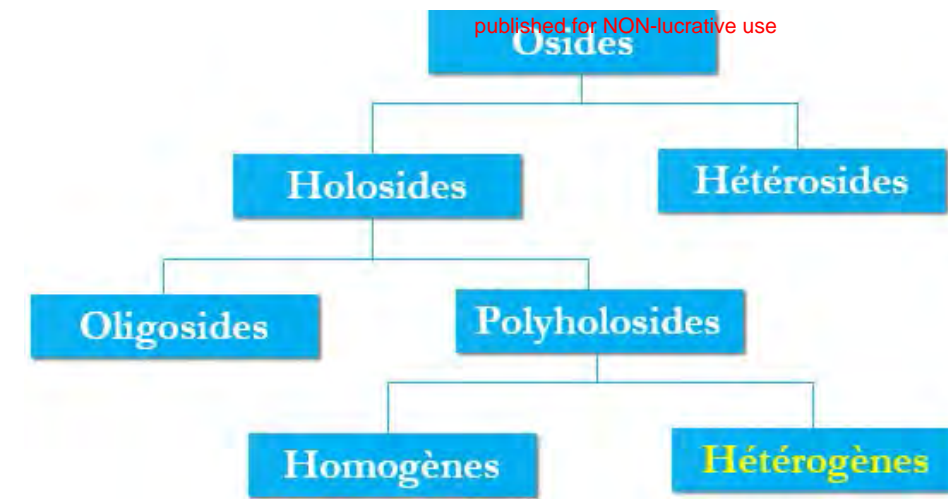 published for NON-lucrative use
Osides
Holosides
Hétérosides
Oligosides
Polyholosides
Homogènes
Hétérogènes